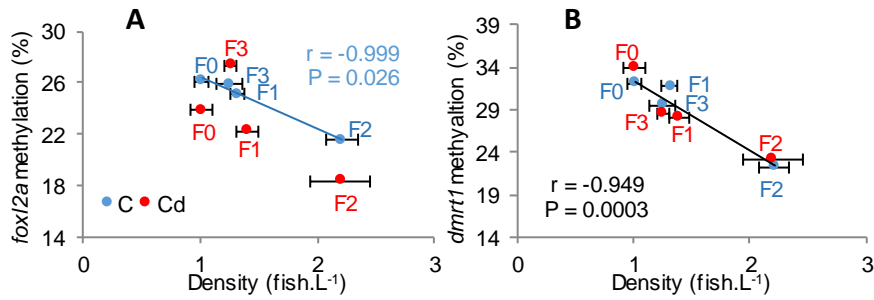 A
foxl2a methylation (%)
30
26
22
18
14
F0
F3
F3
F1
F0
F1
F2
F2
r = -0.999
P = 0.026
C
Cd
0
1
2
3
Density (fish.L⁻¹)
B
dmrt1 methyaltion (%)
39
34
29
24
19
14
F0
F0
F1
F3
F3
F1
F2
F2
r = -0.949
P = 0.0003
0
1
2
3
Density (fish.L⁻¹)